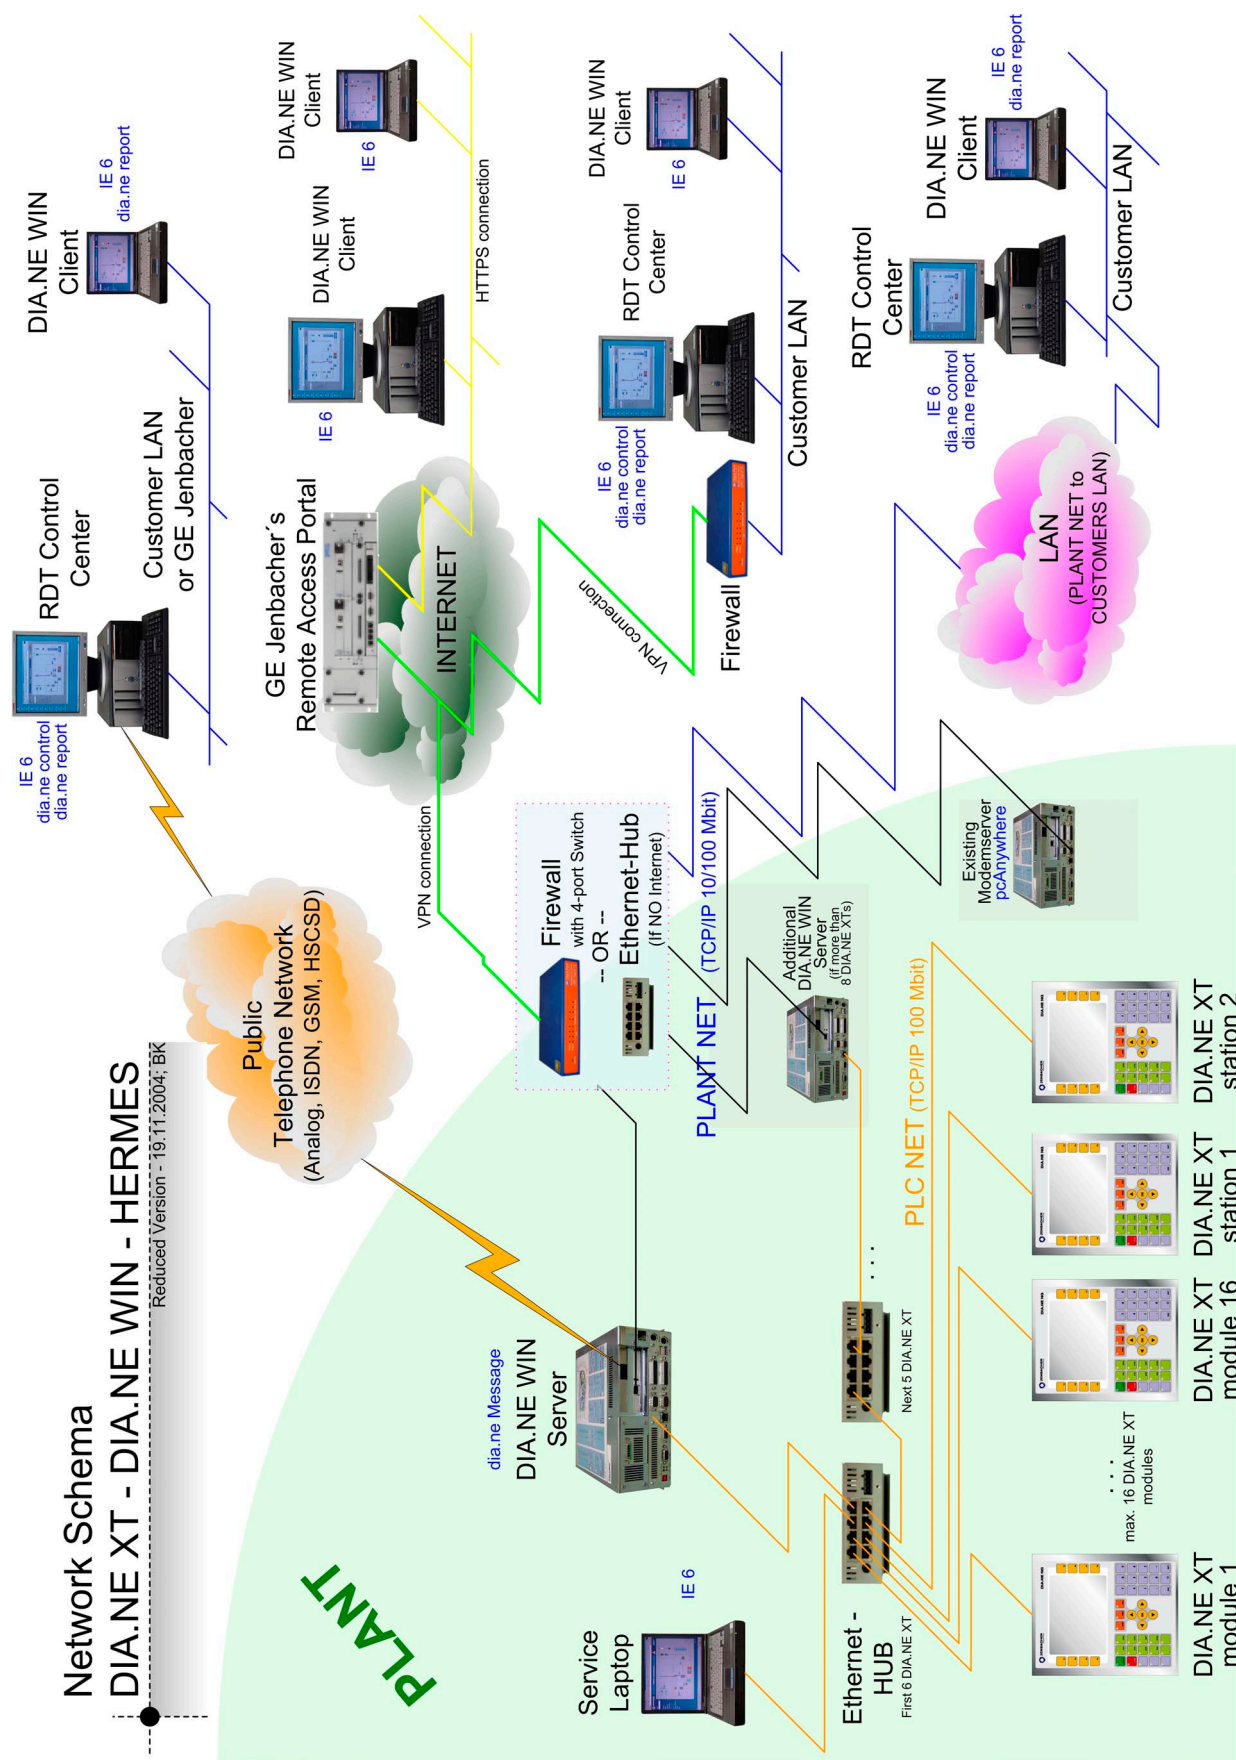 Network Schema
DIA.NE XT - DIA.NE WIN - HERMES
Reduced Version - 19.11.2004; BK
PLANT
IE 6
dia.ne control
dia.ne report
RDT Control
Center
DIA.NE WIN
Client
IE 6
dia.ne report
Customer LAN
or GE Jenbacher
Public
Telephone Network
(Analog, ISDN, GSM, HSCSD)
GE Jenbacher´s
Remote Access Portal
INTERNET
IE 6
DIA.NE WIN
Client
DIA.NE WIN
Client
IE 6
HTTPS connection
VPN connection
VPN connection
Firewall
with 4-port Switch
-- OR --
Ethernet-Hub
(If NO Internet)
Firewall
IE 6
dia.ne control
dia.ne report
RDT Control
Center
DIA.NE WIN
Client
IE 6
Customer LAN
dia.ne Message
DIA.NE WIN
Server
Service
Laptop
IE 6
PLANT NET (TCP/IP 10/100 Mbit)
Additional
DIA.NE WIN
Server
(if more than
8 DIA.NE XTs)
Existing
Modemserver
pcAnywhere
LAN
(PLANT NET to
CUSTOMERS LAN)
RDT Control
Center
IE 6
dia.ne control
dia.ne report
DIA.NE WIN
Client
IE 6
dia.ne report
Customer LAN
PLC NET (TCP/IP 100 Mbit)
Ethernet -
HUB
First 6 DIA.NE XT
Next 5 DIA.NE XT
. . .
. . .
max. 16 DIA.NE XT
modules
DIA.NE XT
module 1
DIA.NE XT
module 16
DIA.NE XT
station 1
DIA.NE XT
station 2